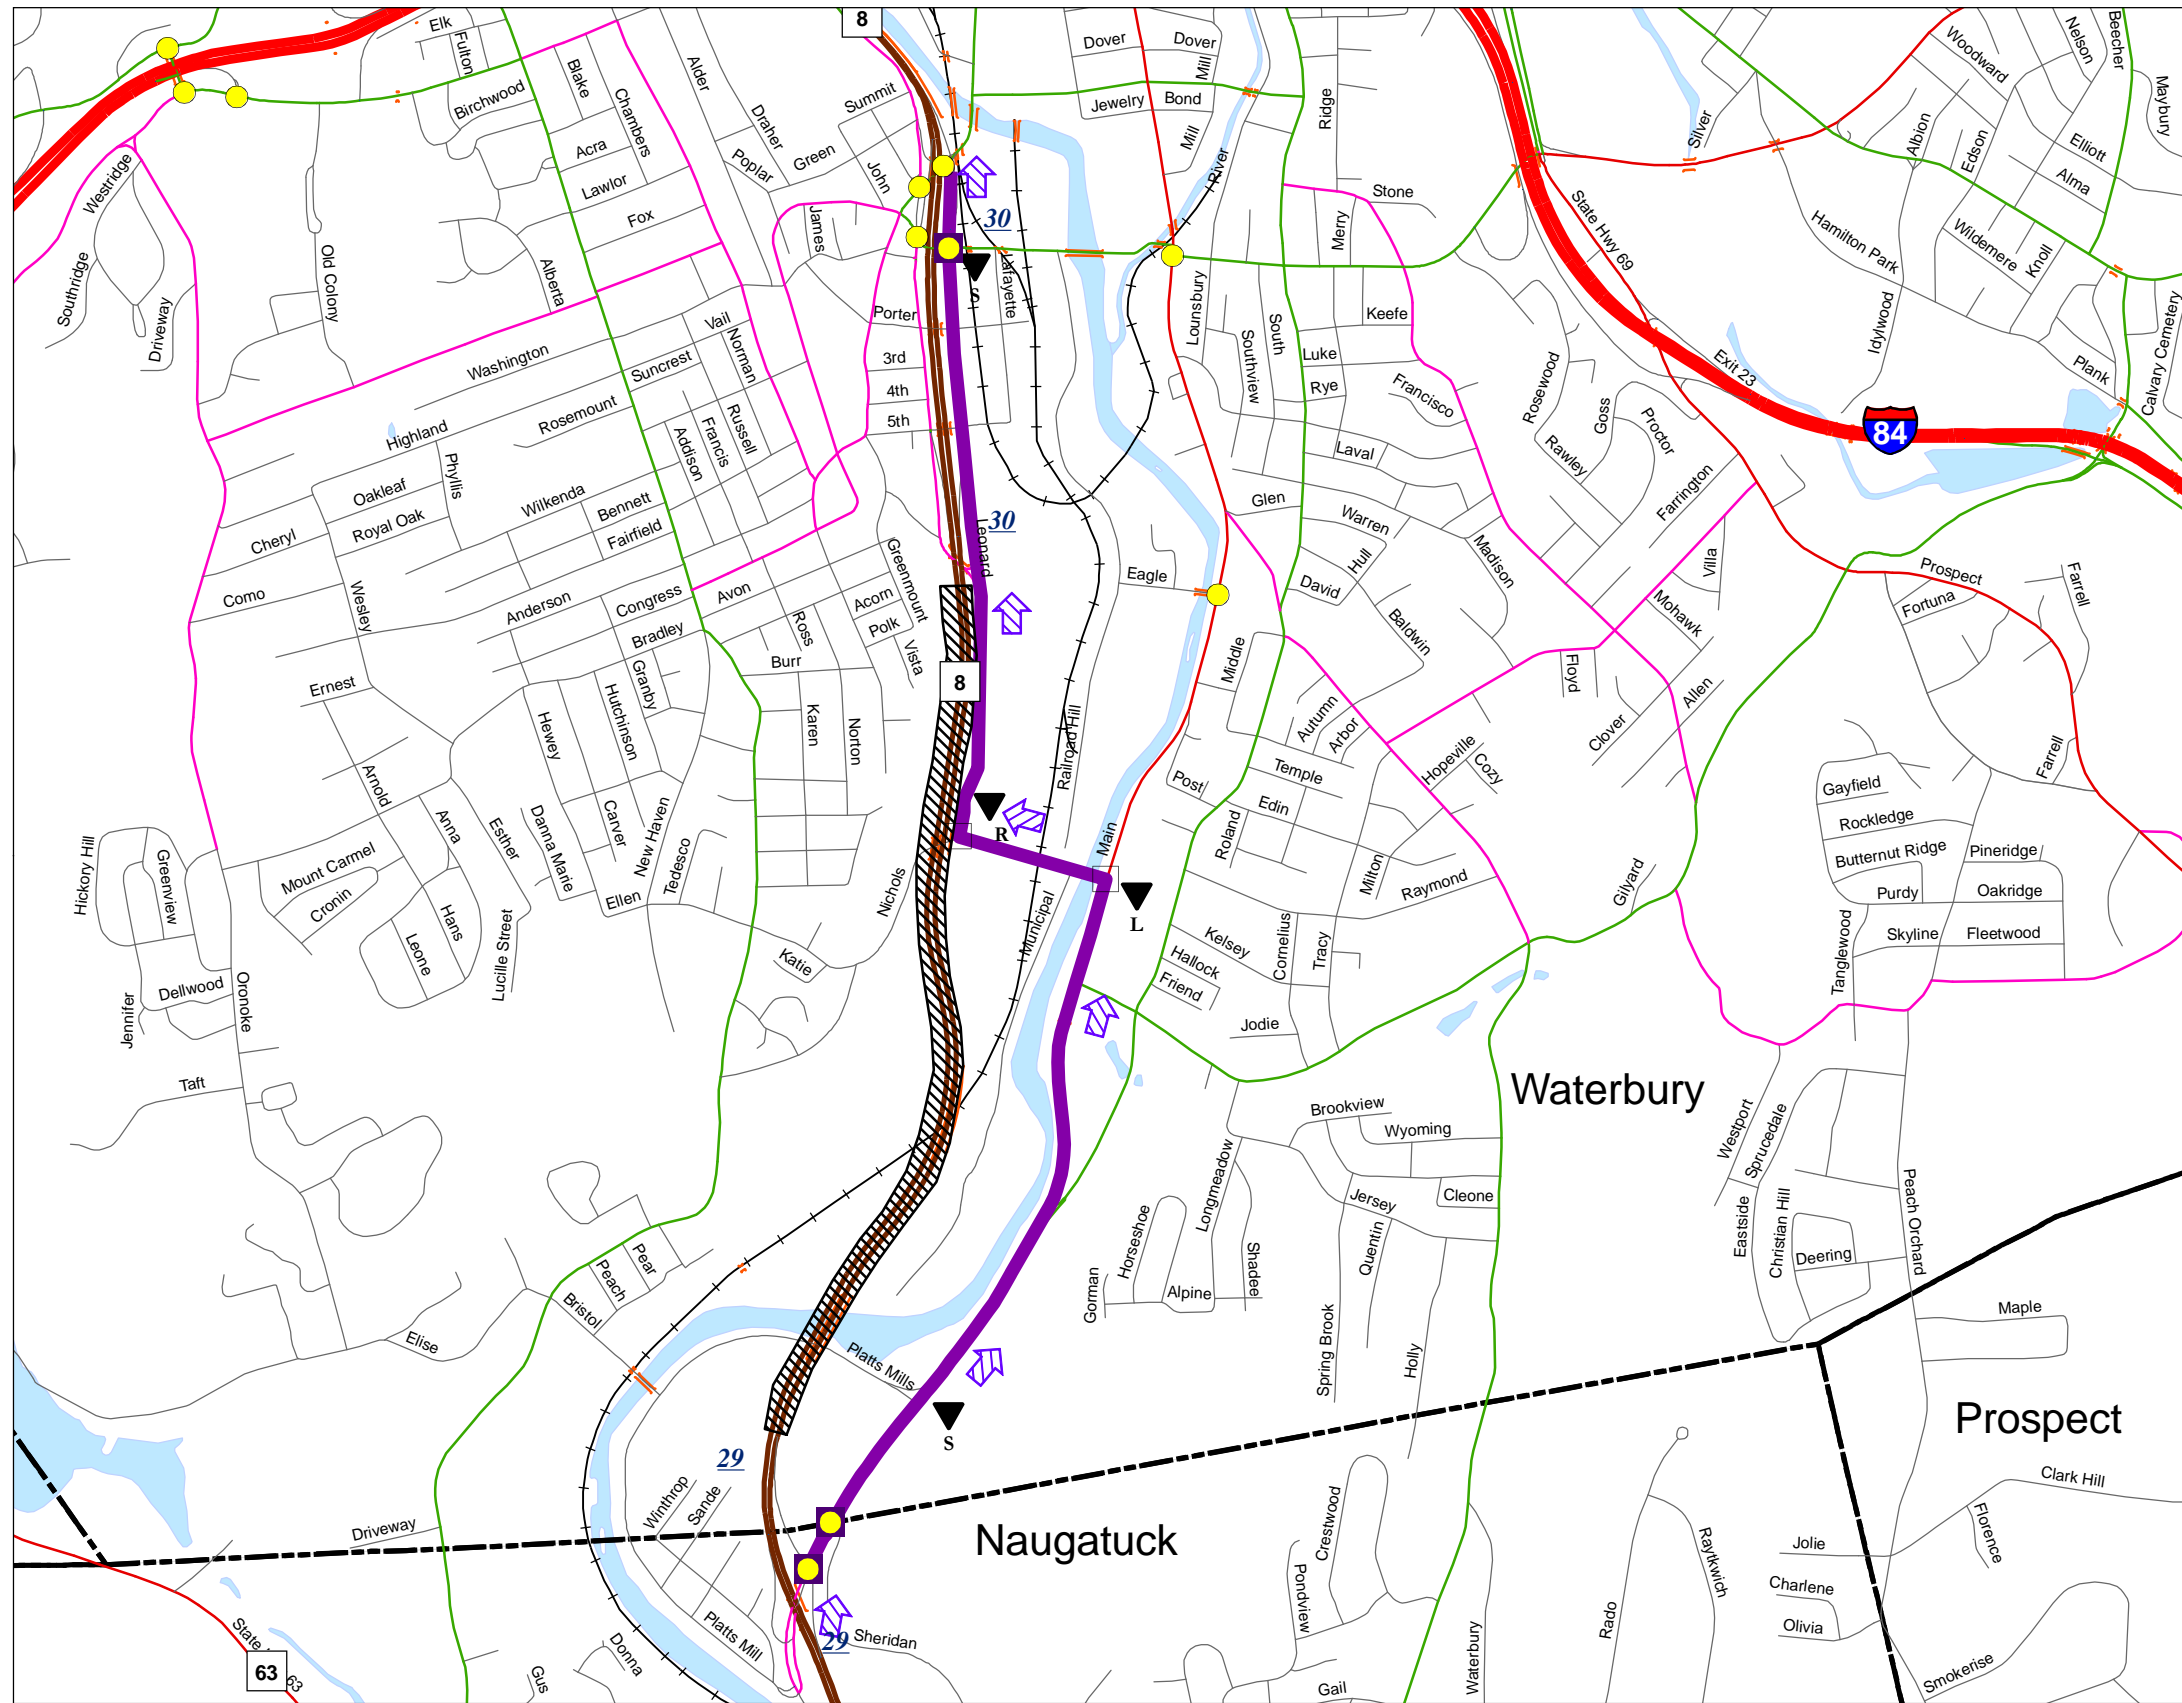 8
Elk
Fulton
Birchwood
Blake
Chambers
Acra
Lawlor
Fox
Alder
Draher
Poplar
Green
Summit
John
James
Dover
Dover
Mill
Jewelry
Bond
Mill
River
Ridge
Stone
Merry
Silver
Woodward
Nelson
Beecher
Maybury
Albion
Edson
Elliott
Alma
Wildemere
Knoll
Hamilton Park
State Hwy 69
Westridge
Southridge
Driveway
Old Colony
Alberta
30
S
Lafayette
Porter
3rd
4th
5th
Lounsbury
Southview
South
Keefe
Luke
Rye
Francisco
Rosewood
Goss
Proctor
Rawley
Farrington
Exit 23
84
Idylwood
Plank
Calvary Cemetery
Washington
Vail
Norman
Suncrest
Highland
Rosemount
Russell
Francis
Addison
Phyllis
Oakleaf
Royal Oak
Wilkenda
Bennett
Fairfield
Cheryl
Como
Wesley
Anderson
Congress
Avon
Bradley
Ross
Greenmount
Acorn
Polk
Vista
Burr
Granby
Hutchinson
Hewey
Karen
Norton
30
Leonard
8
Laval
Glen
Warren
Hull
David
Madison
Baldwin
Eagle
Middle
Villa
Mohawk
Floyd
Clover
Allen
Prospect
Fortuna
Farrell
Farrell
Ernest
Arnold
Anna
Esther
Danna Marie
Carver
New Haven
Tedesco
Ellen
Hickory Hill
Greenview
Mount Carmel
Cronin
Hans
Leone
Lucille Street
Nichols
Katie
Railroad Hill
R
L
Main
Municipal
Post
Autumn
Arbor
Temple
Edin
Roland
Milton
Raymond
Hopeville
Cozy
Kelsey
Hallock
Friend
Cornelius
Tracy
Jodie
Gilyard
Gayfield
Rockledge
Butternut Ridge
Pineridge
Purdy
Oakridge
Skyline
Fleetwood
Tanglewood
Dellwood
Jennifer
Oronoke
Taft
Waterbury
Brookview
Wyoming
Longmeadow
Jersey
Cleone
Horseshoe
Shadee
Gorman
Alpine
Quentin
Spring Brook
Holly
Westport
Sprucedale
Eastside
Christian Hill
Deering
Peach Orchard
Maple
Pear
Peach
Bristol
Elise
Platts Mills
S
29
Prospect
Naugatuck
Winthrop
Sande
Driveway
Platts Mill
Donna
Gus
29
Sheridan
State
63
63
Crestwood
Pondview
Gail
Waterbury
Rado
Raytkwich
Jolie
Charlene
Olivia
Florence
Clark Hill
Smokerise